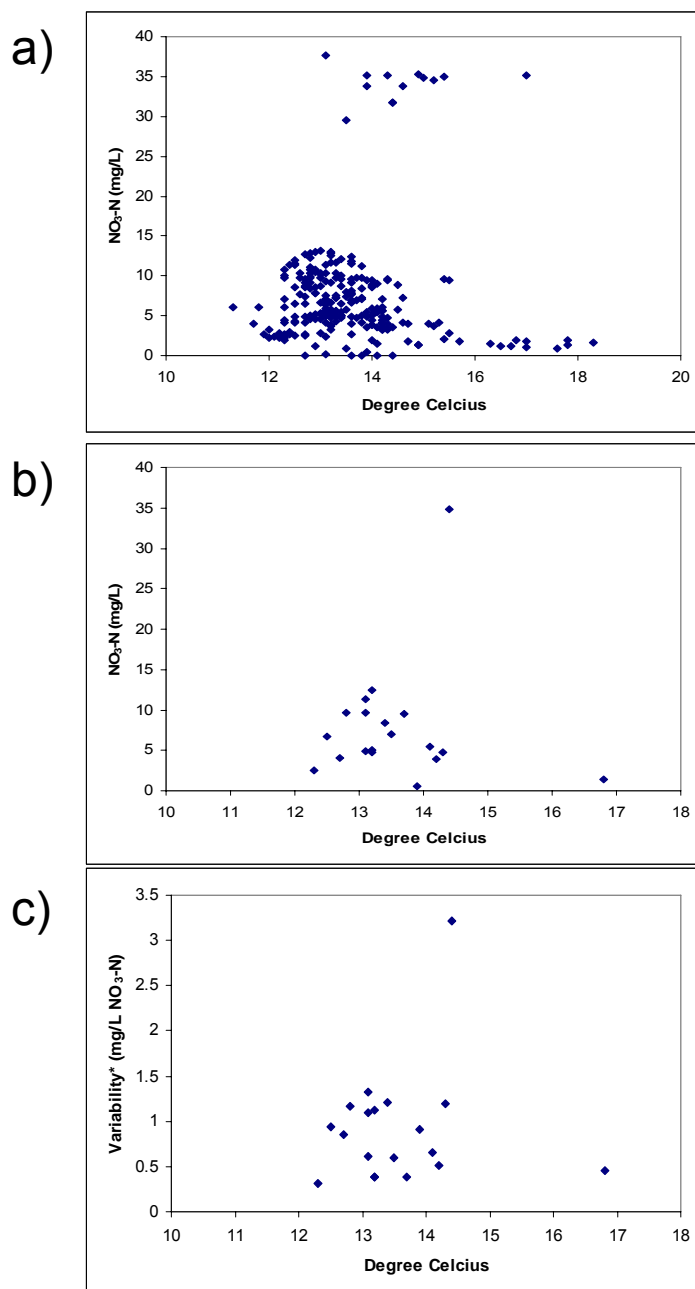 a)
40
35
30
25
20
15
10
5
0
NO₃-N (mg/L)
10 12 14 16 18 20
Degree Celcius
b)
40
35
30
25
20
15
10
5
0
NO₃-N (mg/L)
10 11 12 13 14 15 16 17 18
Degree Celcius
c)
3.5
3
2.5
2
1.5
1
0.5
0
Variability* (mg/L NO₃-N)
10 11 12 13 14 15 16 17 18
Degree Celcius